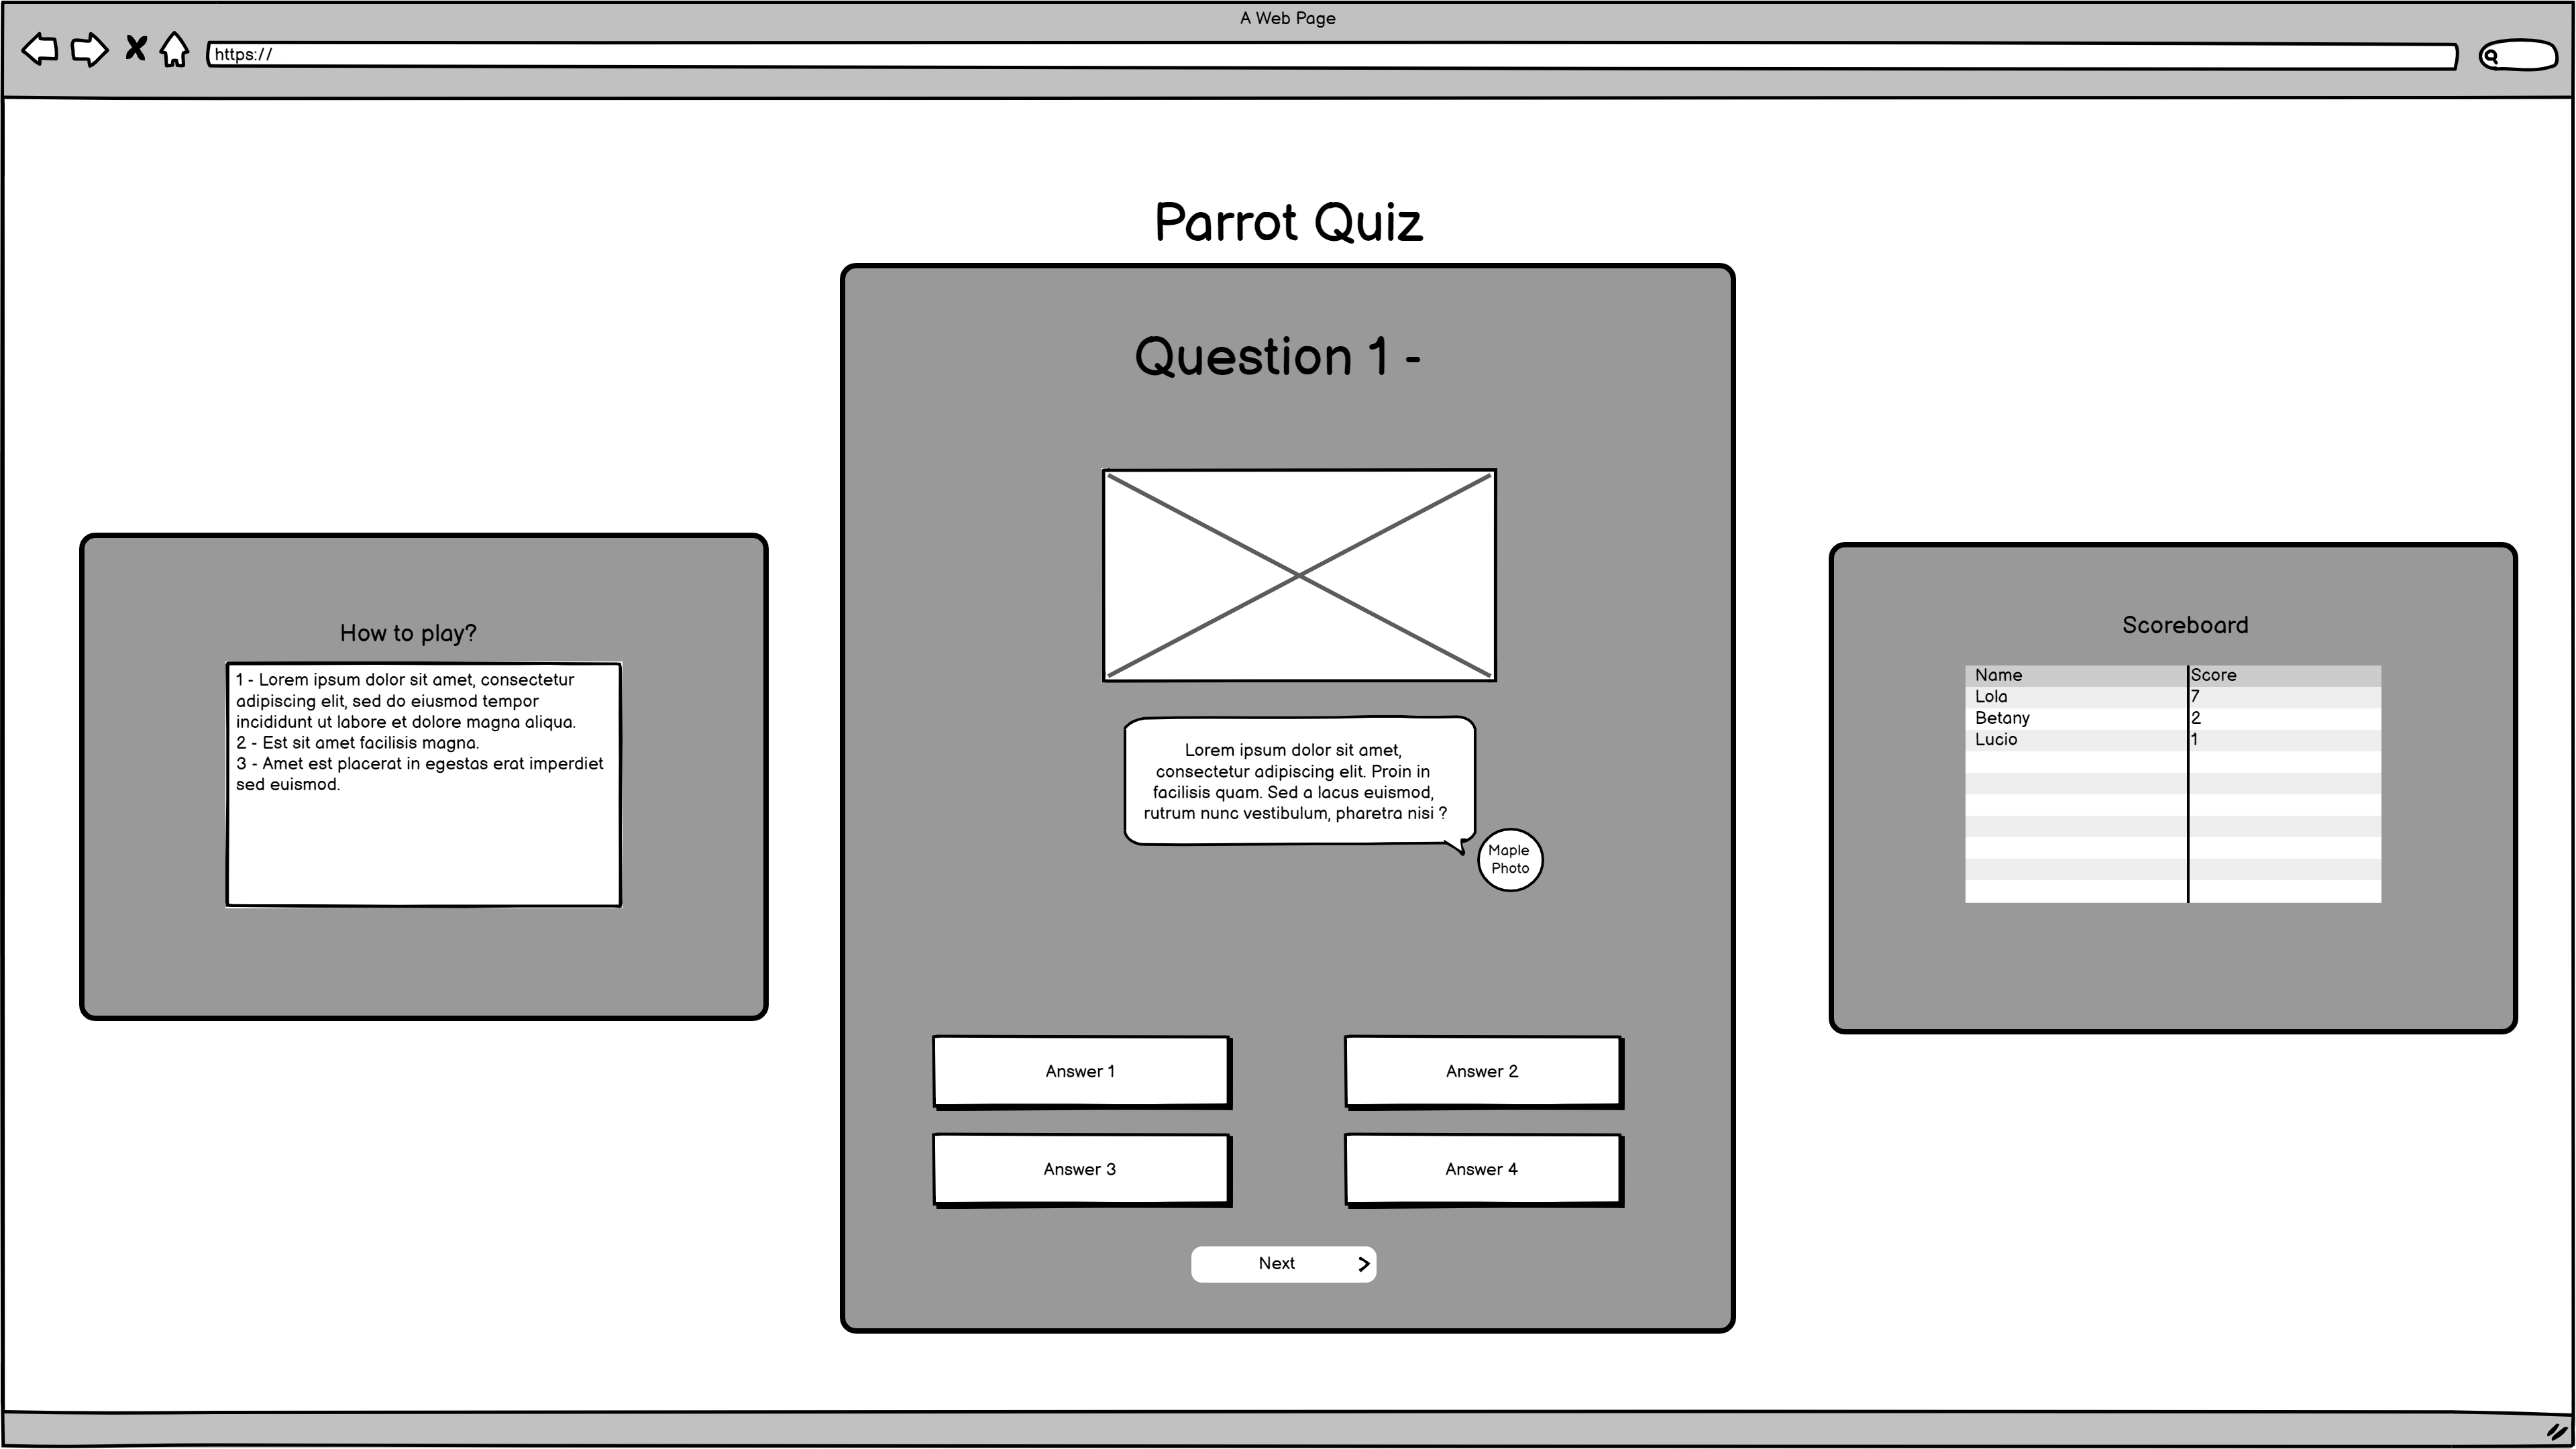 A Web Page
https://
Parrot Quiz
Question 1 -
How to play?
1 - Lorem ipsum dolor sit amet, consectetur
adipiscing elit, sed do eiusmod tempor
incididunt ut labore et dolore magna aliqua.
2 - Est sit amet facilisis magna.
3 - Amet est placerat in egestas erat imperdiet
sed euismod.
Lorem ipsum dolor sit amet,
consectetur adipiscing elit. Proin in
facilisis quam. Sed a lacus euismod,
rutrum nunc vestibulum, pharetra nisi ?
Maple
Photo
Answer 1
Answer 2
Answer 3
Answer 4
Next
Scoreboard
Name Score
Lola 7
Betany 2
Lucio 1